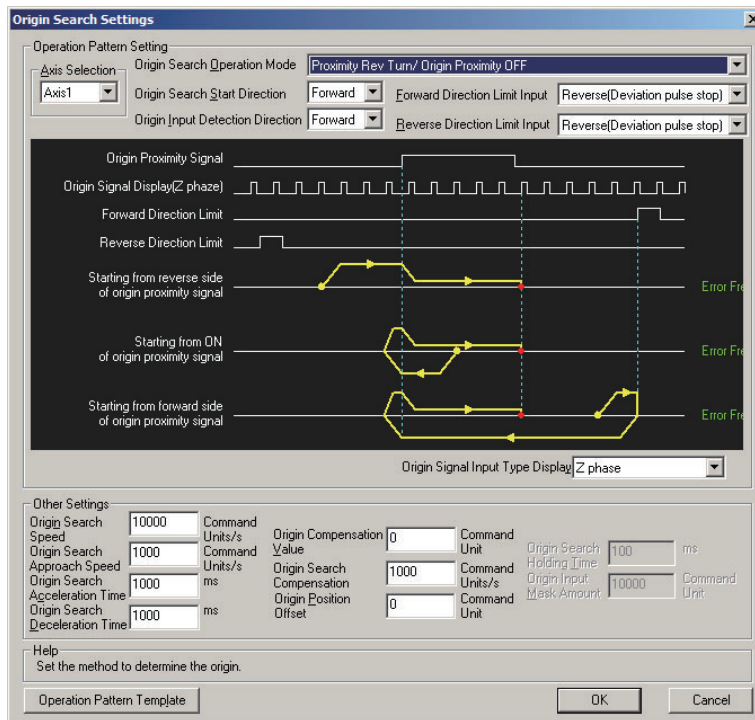 Origin Search Settings
Operation Pattern Setting
Axis Selection
Axis1
Origin Search Operation Mode
Proximity Rev Turn/ Origin Proximity OFF
Origin Search Start Direction
Forward
Forward Direction Limit Input
Reverse(Deviation pulse stop)
Origin Input Detection Direction
Forward
Reverse Direction Limit Input
Reverse(Deviation pulse stop)
Origin Proximity Signal
Origin Signal Display(Z phase)
Forward Direction Limit
Reverse Direction Limit
Starting from reverse side
of origin proximity signal
Error Fre
Starting from ON
of origin proximity signal
Error Fre
Starting from forward side
of origin proximity signal
Error Fre
Origin Signal Input Type Display
Z phase
Other Settings
Origin Search
Speed
10000
Command
Units/s
Origin Search
Approach Speed
1000
Command
Units/s
Origin Search
Acceleration Time
1000
ms
Origin Search
Deceleration Time
1000
ms
Origin Compensation
Value
0
Command
Unit
Origin Search
Compensation
1000
Command
Units/s
Origin Position
Offset
0
Command
Unit
Origin Search
Holding Time
100
ms
Origin Input
Mask Amount
10000
Command
Unit
Help
Set the method to determine the origin.
Operation Pattern Template
OK
Cancel